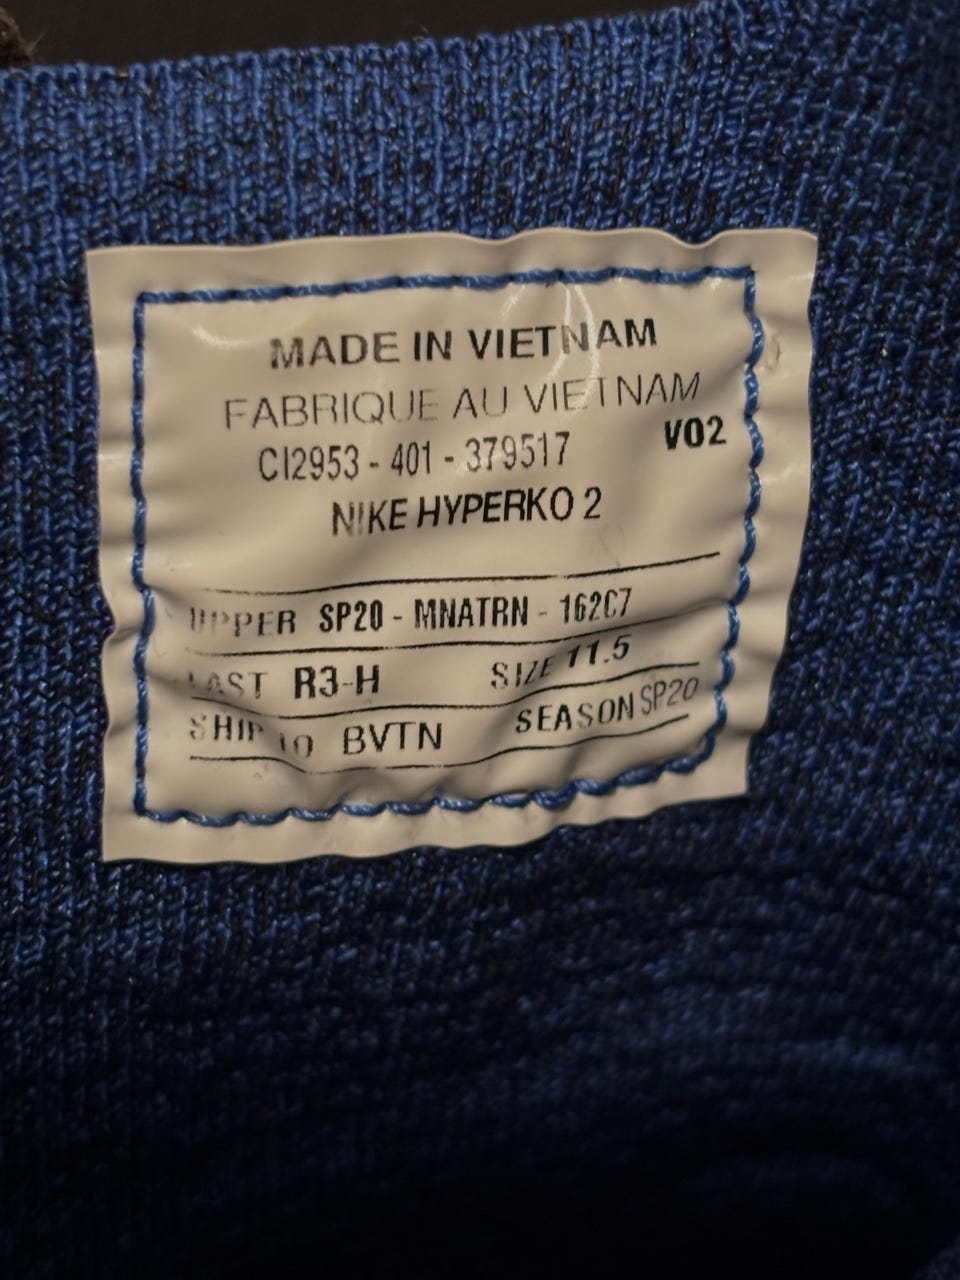 MADE IN VIETNAM
FABRIQUE AU VIETNAM
CI2953 - 401 - 379517 V02
NIKE HYPERKO 2
UPPER SP20 - MNATRN - 162C7
LAST R3-H SIZE 11.5
SHIP TO BVTN SEASON SP20